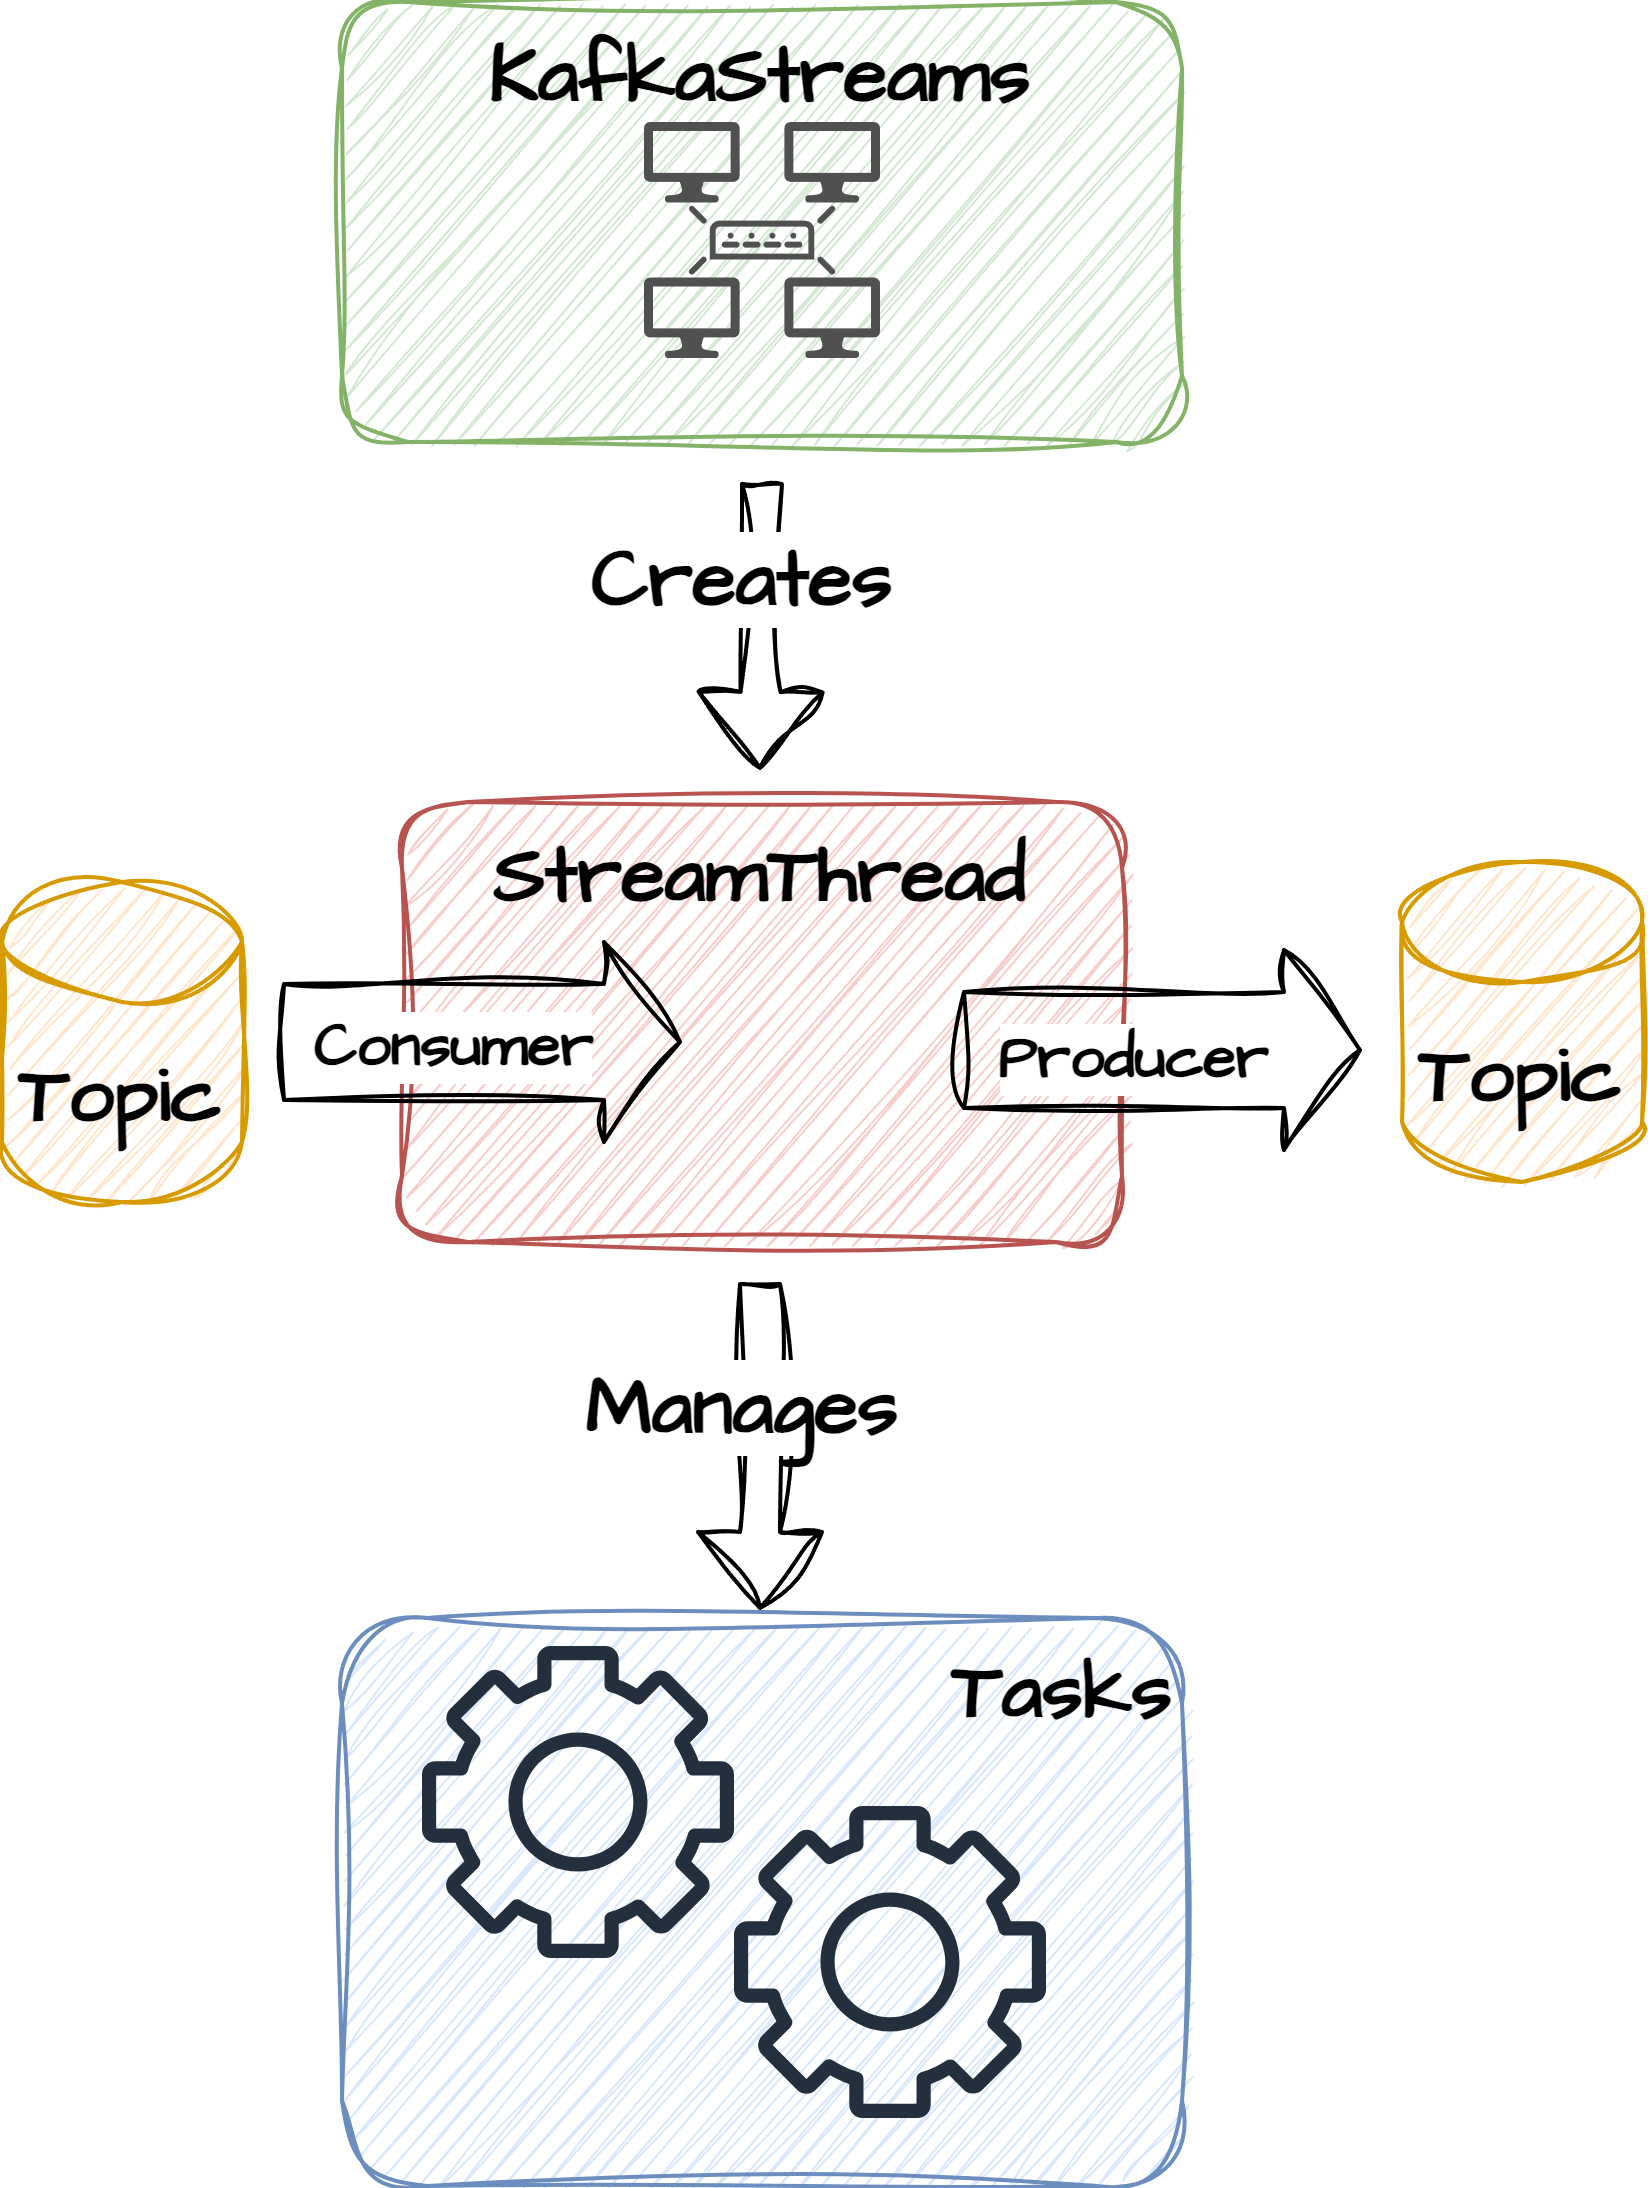 KafkaStreams
Creates
StreamThread
Topic
Consumer
Producer
Topic
Manages
Tasks